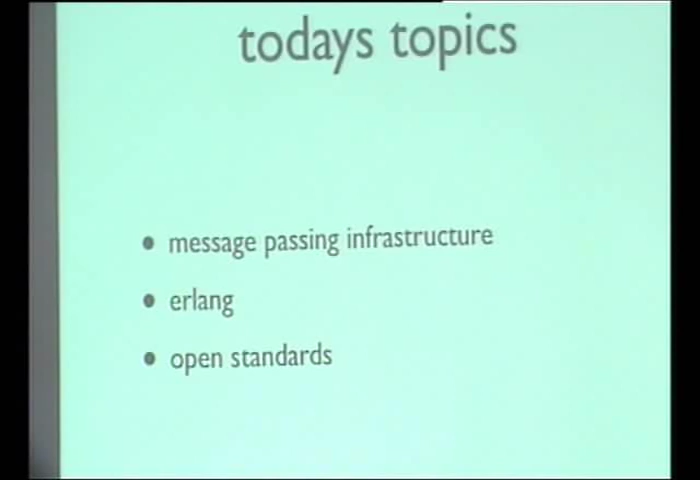 todays topics
• message passing infrastructure
• erlang
• open standards